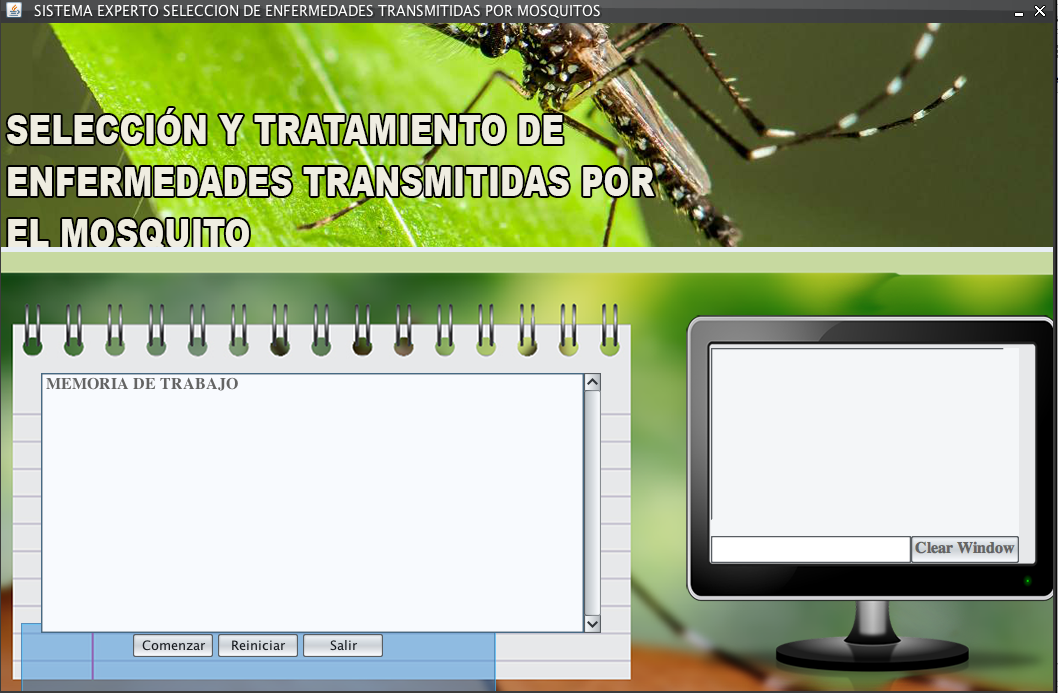 SISTEMA EXPERTO SELECCION DE ENFERMEDADES TRANSMITIDAS POR MOSQUITOS
SELECCIÓN Y TRATAMIENTO DE
ENFERMEDADES TRANSMITIDAS POR
EL MOSQUITO
MEMORIA DE TRABAJO
Clear Window
Comenzar Reiniciar Salir